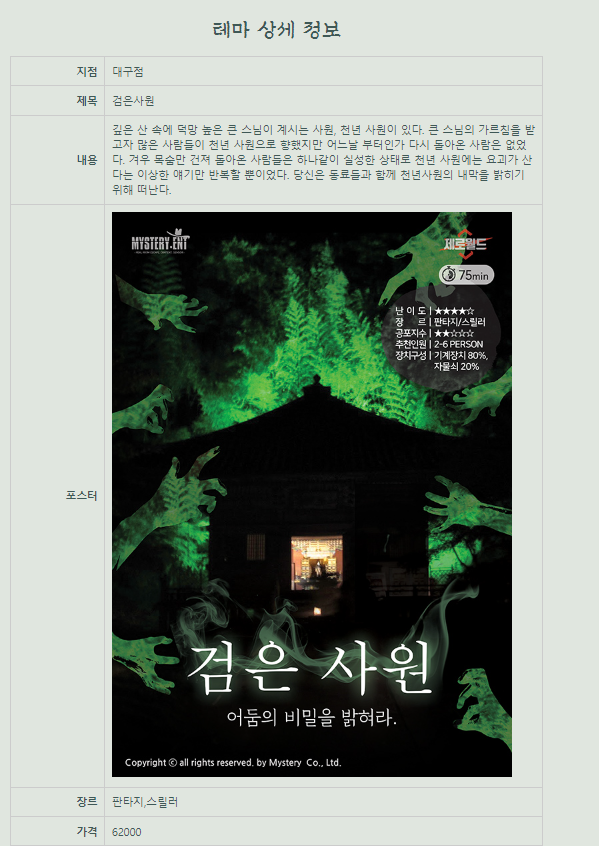 테마 상세 정보
지점 대구점
제목 검은사원
내용
깊은 산 속에 덕망 높은 큰 스님이 계시는 사원, 천년 사원이 있다. 큰 스님의 가르침을 받
고자 많은 사람들이 천년 사원으로 향했지만 어느날 부터인가 다시 돌아온 사람은 없었
다. 겨우 목숨만 건져 돌아온 사람들은 하나같이 실성한 상태로 천년 사원에는 요괴가 산
다는 이상한 얘기만 반복할 뿐이었다. 당신은 동료들과 함께 천년사원의 내막을 밝히기
위해 떠난다.
포스터
MYSTERY.ENT
제로월드
75min
난 이 도 | ★★★★☆
장 르 | 판타지/스릴러
공포지수 | ★★☆☆☆
추천인원 | 2-6 PERSON
장치구성 | 기계장치 80%,
자물쇠 20%
검은 사원
어둠의 비밀을 밝혀라.
Copyright ⓒ all rights reserved. by Mystery Co., Ltd.
장르 판타지,스릴러
가격 62000